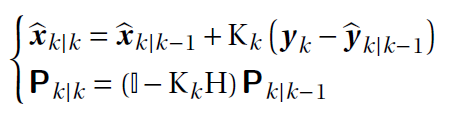 x̂_{k|k} = x̂_{k|k−1} + K_k (y_k − ŷ_{k|k−1})
P_{k|k} = (𝕀 − K_k H) P_{k|k−1}